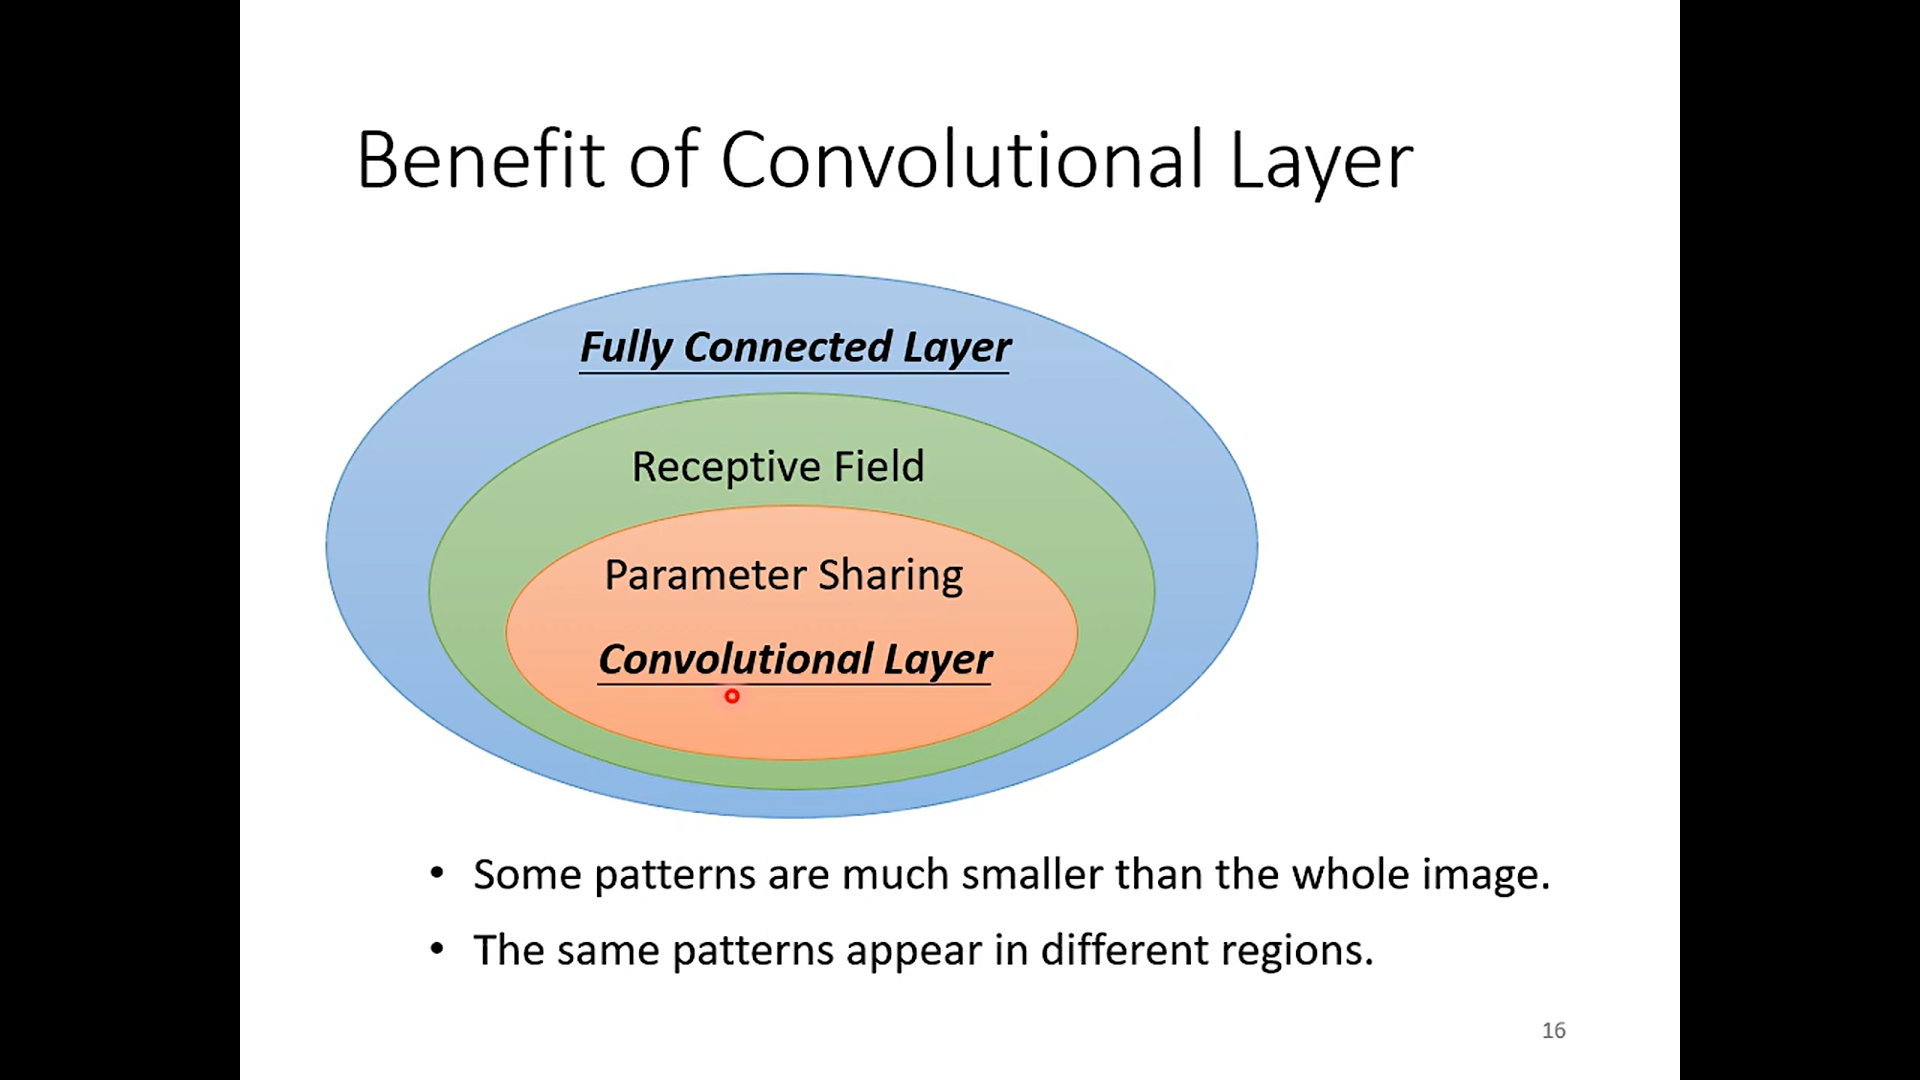 Benefit of Convolutional Layer
Fully Connected Layer
Receptive Field
Parameter Sharing
Convolutional Layer
• Some patterns are much smaller than the whole image.
• The same patterns appear in different regions.
16